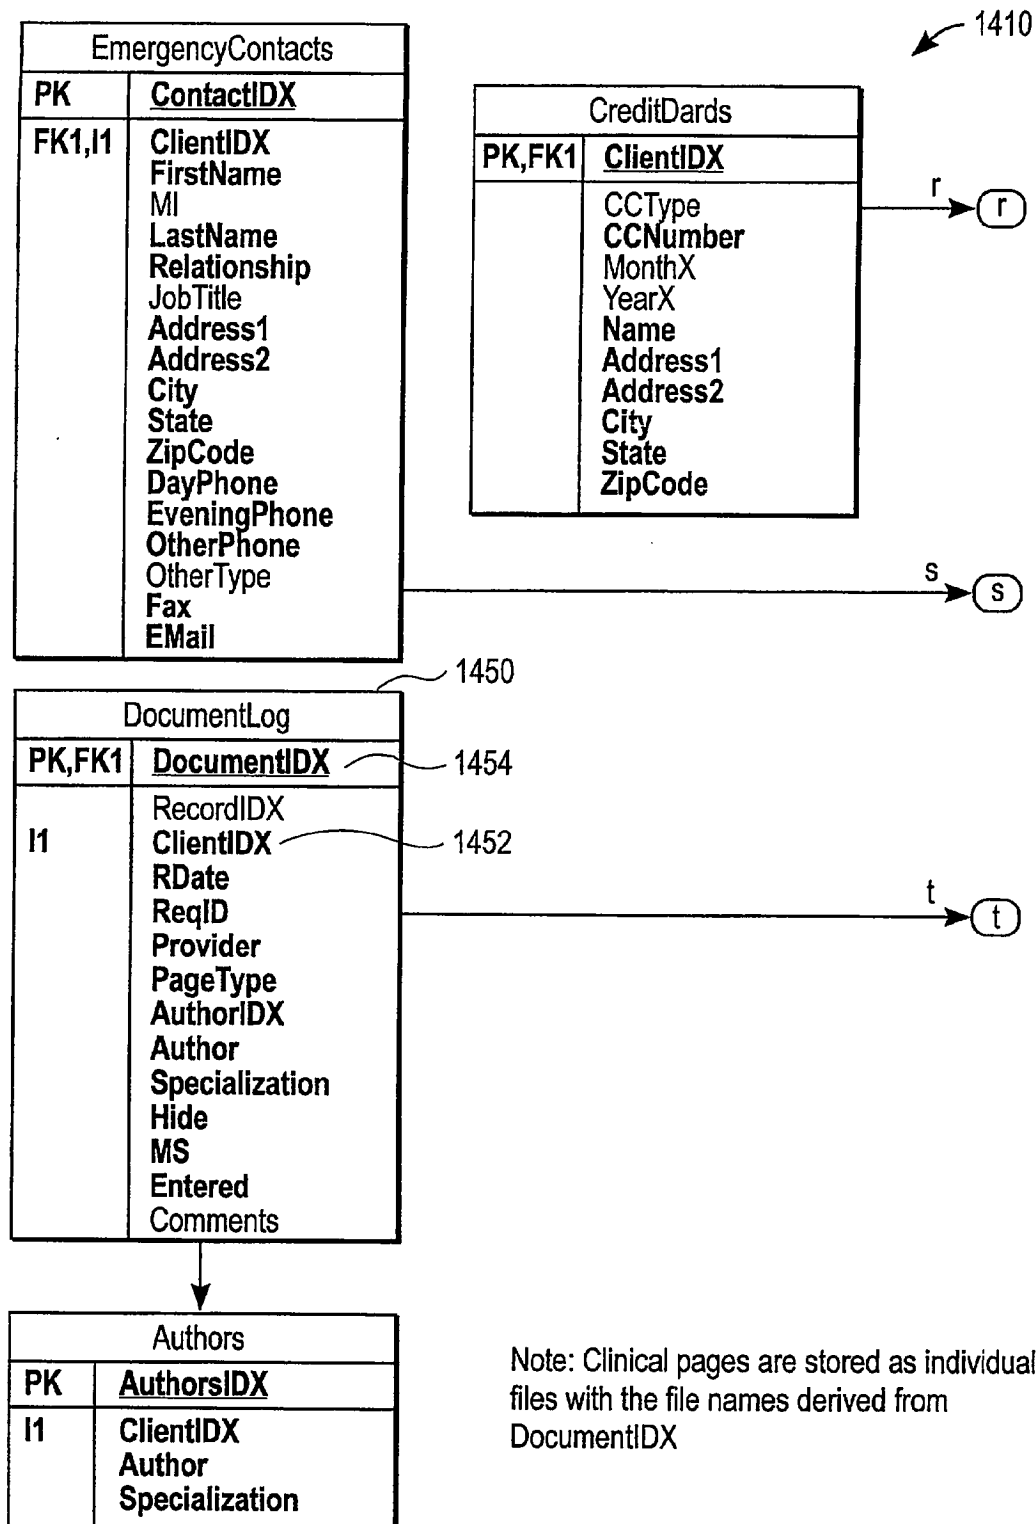 1410
EmergencyContacts
PK ContactIDX
FK1,I1 ClientIDX
FirstName
MI
LastName
Relationship
JobTitle
Address1
Address2
City
State
ZipCode
DayPhone
EveningPhone
OtherPhone
OtherType
Fax
EMail
CreditDards
PK,FK1 ClientIDX
CCType
CCNumber
MonthX
YearX
Name
Address1
Address2
City
State
ZipCode
r r
s s
1450
DocumentLog
PK,FK1 DocumentIDX 1454
RecordIDX
I1 ClientIDX 1452
RDate
ReqID
Provider
PageType
AuthorIDX
Author
Specialization
Hide
MS
Entered
Comments
t t
Authors
PK AuthorsIDX
I1 ClientIDX
Author
Specialization
Note: Clinical pages are stored as individual
files with the file names derived from
DocumentIDX